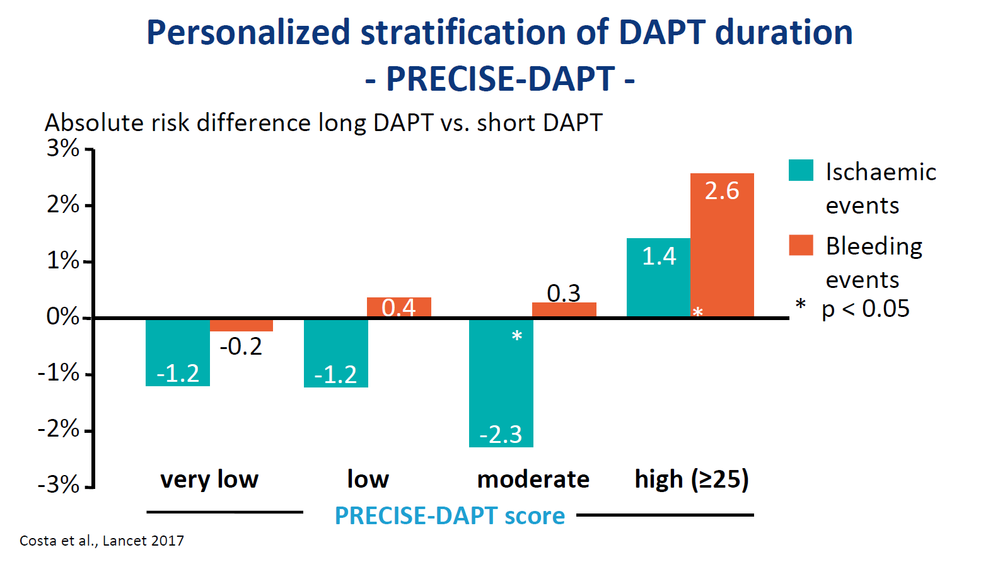 Personalized stratification of DAPT duration
- PRECISE-DAPT -
Absolute risk difference long DAPT vs. short DAPT
3%
2%
1%
0%
-1%
-2%
-3%
-1.2
-0.2
-1.2
0.4
*
-2.3
0.3
1.4
2.6
*
Ischaemic
events
Bleeding
events
* p < 0.05
very low low moderate high (≥25)
PRECISE-DAPT score
Costa et al., Lancet 2017